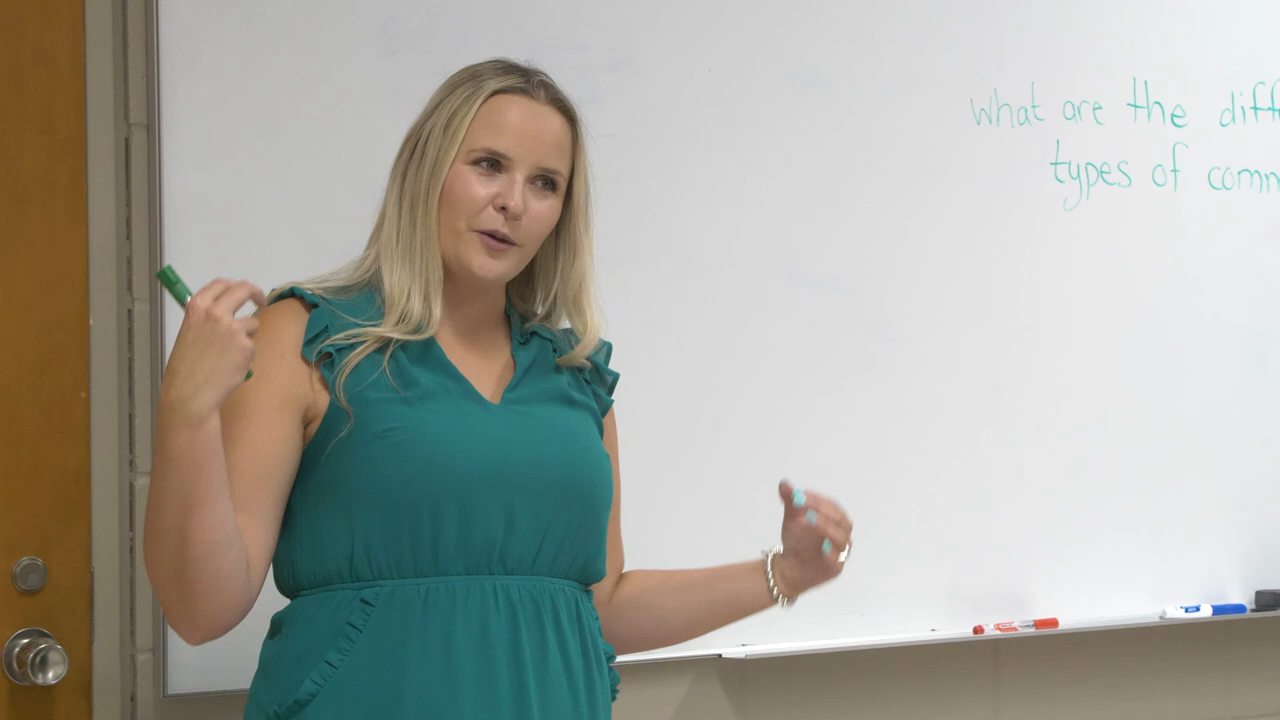 what are the diff
types of comm